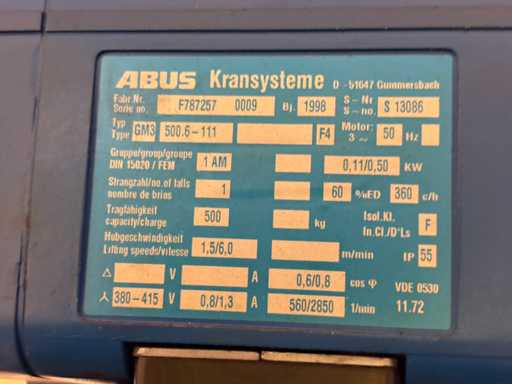 ABUS Kransysteme D-51647 Gummersbach
Fabr.Nr. F787257 0009 Bj. 1998 S-Nr S 13086
Serie no. S-no.
Typ GM3 500.6-111 F4 Motor: 50 Hz
Type 3 ~
Gruppe/group/groupe 1 AM 0,11/0,50 KW
DIN 15020 / FEM
Strangzahl/no.of falls 1 60 %ED 360 c/h
nombre de brins
Tragfähigkeit 500 kg Isol.Kl. F
capacity/charge In.Cl./D°Ls
Hubgeschwindigkeit 1,5/6,0 m/min IP 55
Lifting speeds/vitesse
△ V A 0,6/0,8 cos φ VDE 0530
⅄ 380-415 V 0,8/1,3 A 560/2850 1/min 11.72